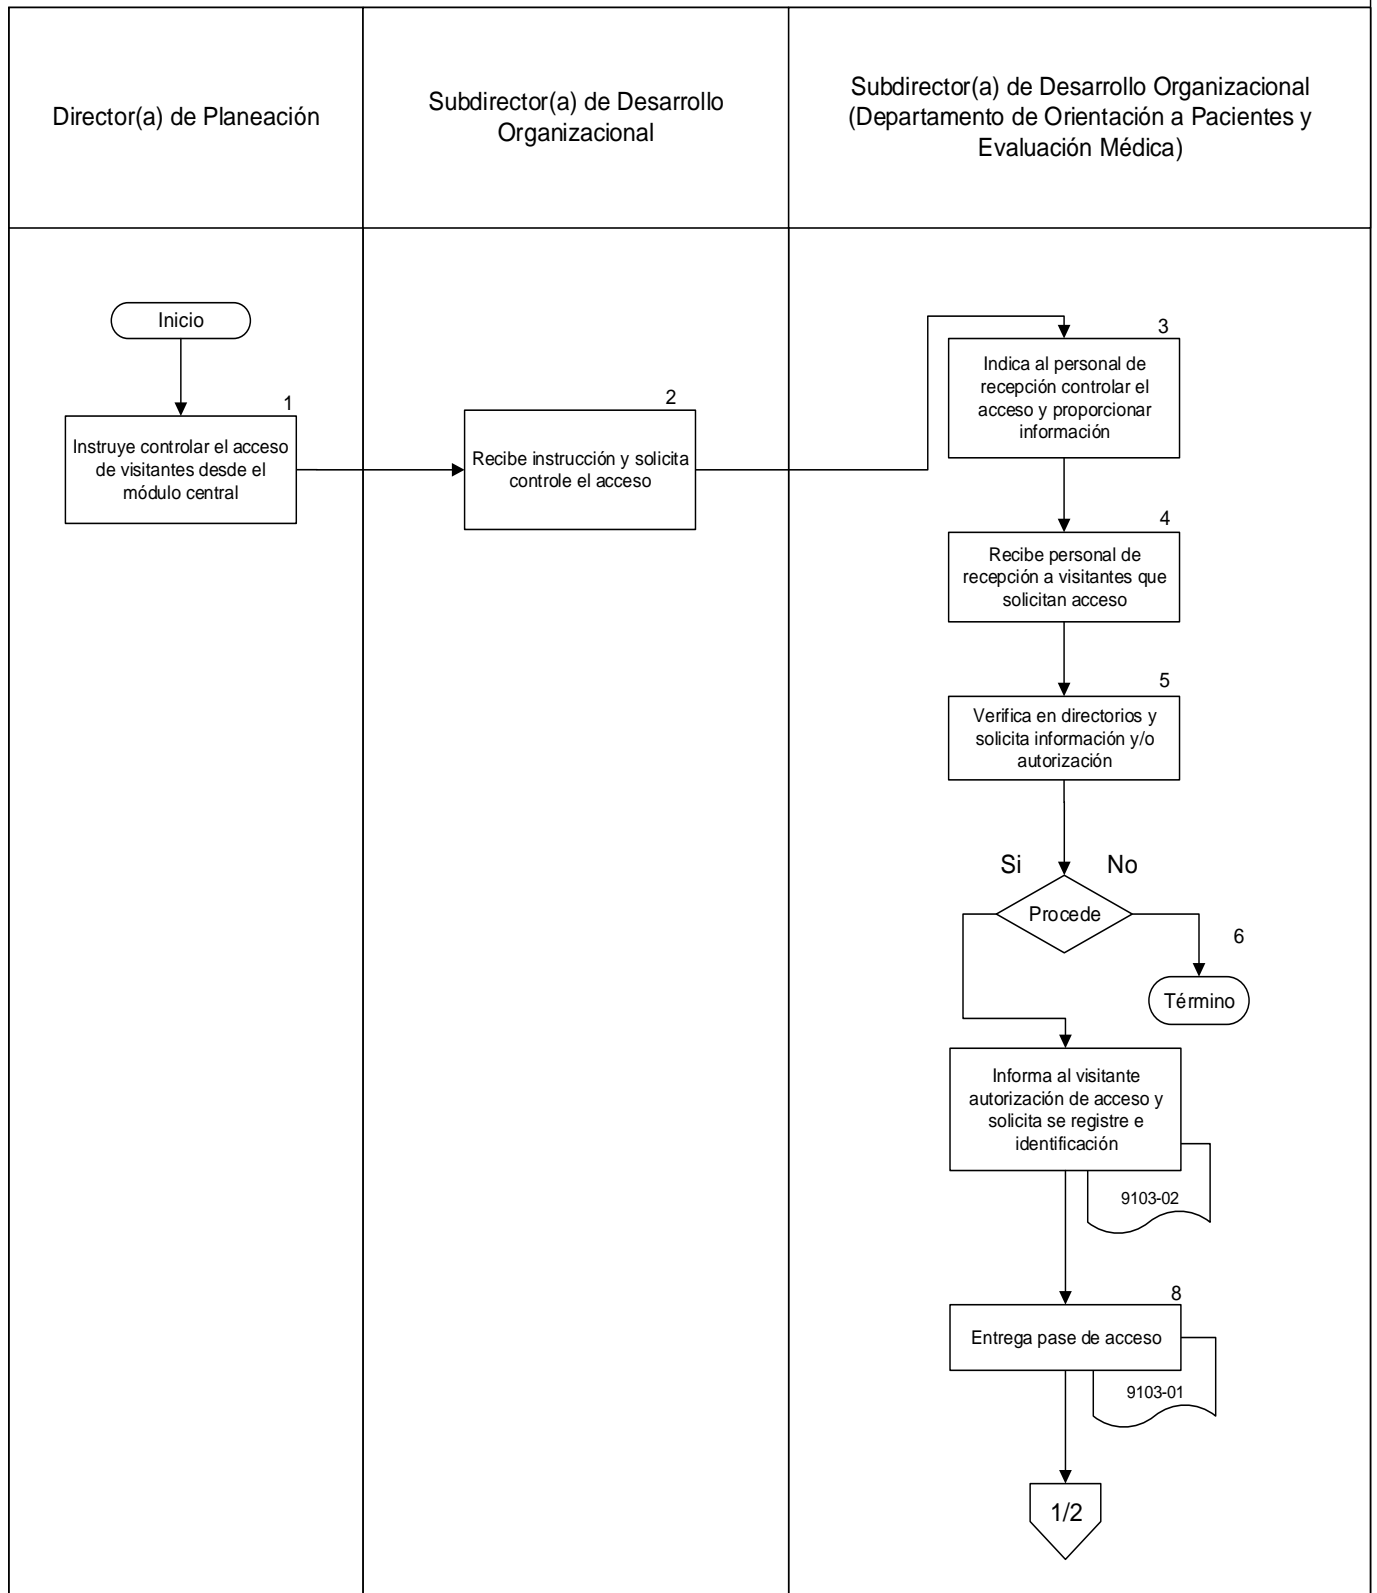 Director(a) de Planeación
Subdirector(a) de Desarrollo
Organizacional
Subdirector(a) de Desarrollo Organizacional
(Departamento de Orientación a Pacientes y
Evaluación Médica)
Inicio
1
Instruye controlar el acceso
de visitantes desde el
módulo central
2
Recibe instrucción y solicita
controle el acceso
3
Indica al personal de
recepción controlar el
acceso y proporcionar
información
4
Recibe personal de
recepción a visitantes que
solicitan acceso
5
Verifica en directorios y
solicita información y/o
autorización
Si
No
Procede
6
Término
Informa al visitante
autorización de acceso y
solicita se registre e
identificación
9103-02
8
Entrega pase de acceso
9103-01
1/2